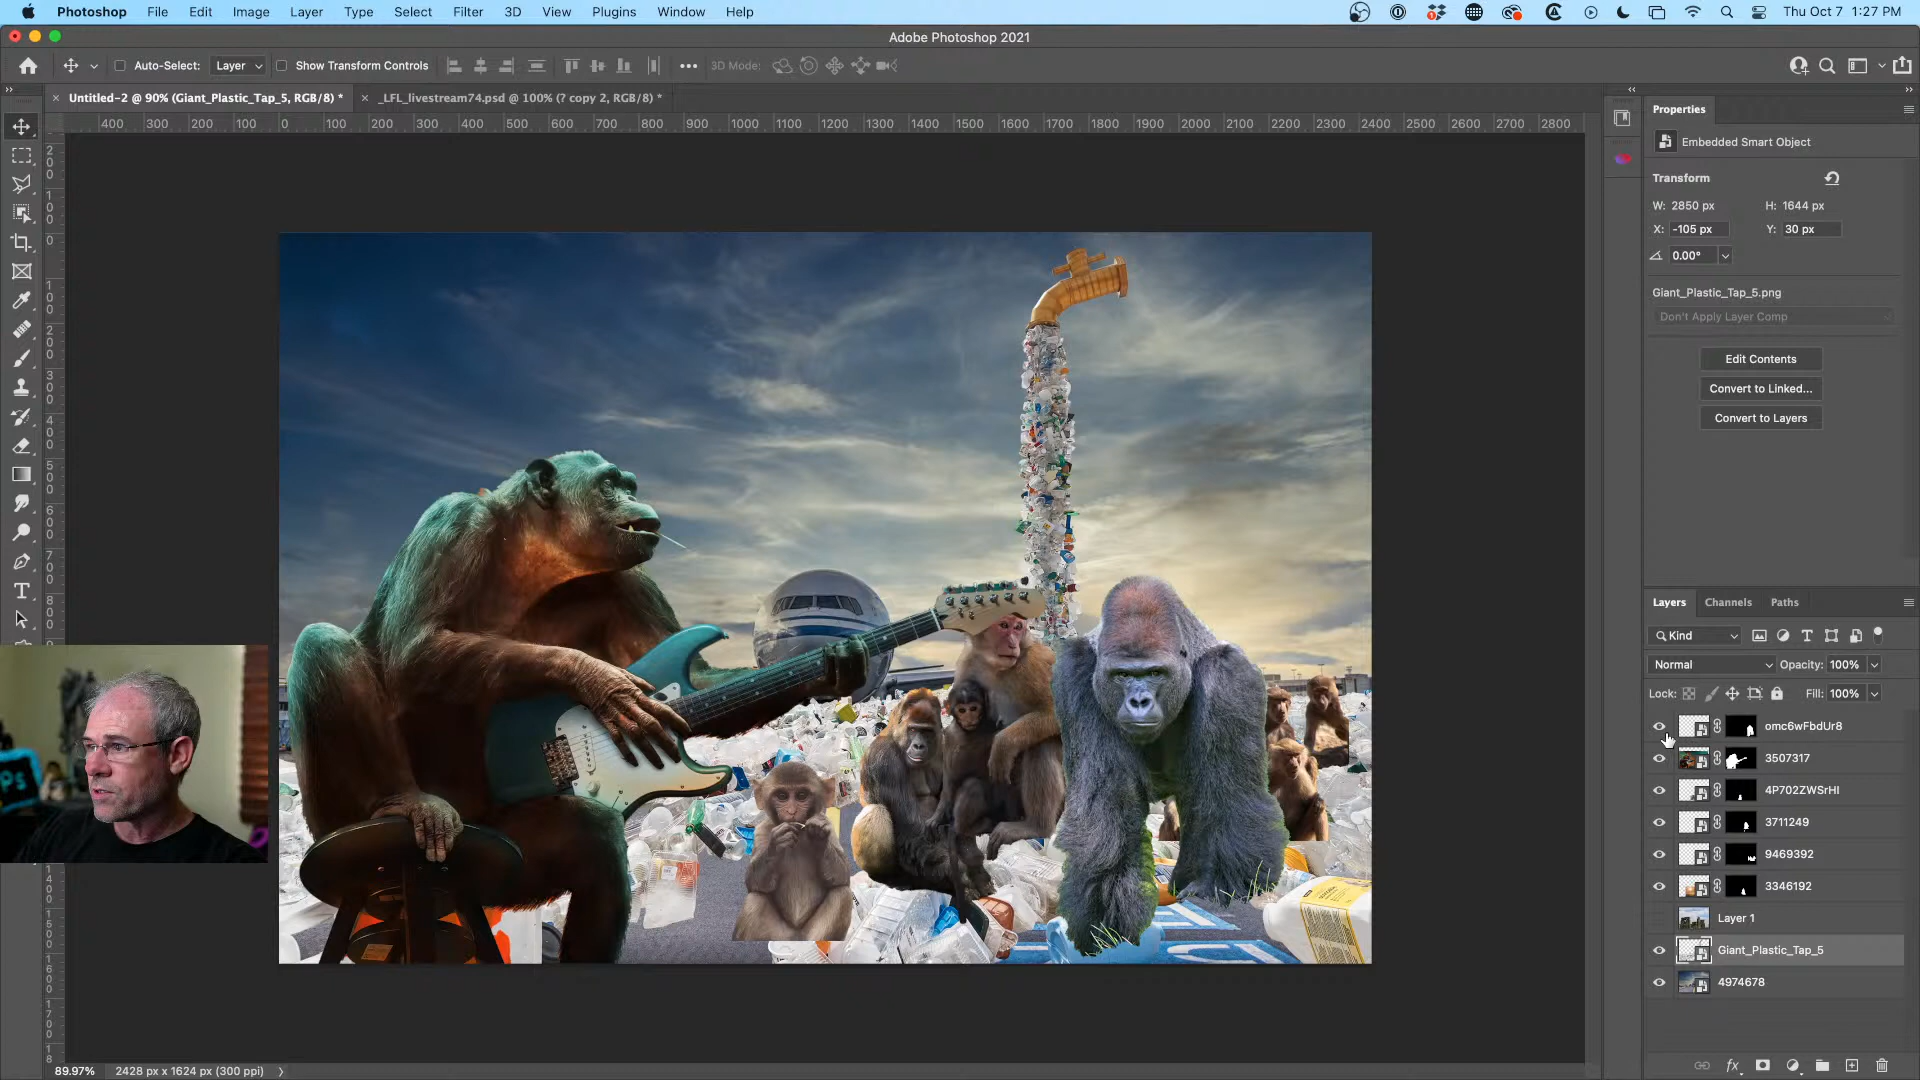 Photoshop File Edit Image Layer Type Select Filter 3D View Plugins Window Help Thu Oct 7 1:27 PM
Adobe Photoshop 2021
Auto-Select: Layer Show Transform Controls 3D Mode:
Untitled-2 @ 90% (Giant_Plastic_Tap_5, RGB/8) * _LFL_livestream74.psd @ 100% (? copy 2, RGB/8) *
400 300 200 100 0 100 200 300 400 500 600 700 800 900 1000 1100 1200 1300 1400 1500 1600 1700 1800 1900 2000 2100 2200 2300 2400 2500 2600 2700 2800
Properties
Embedded Smart Object
Transform
W: 2850 px H: 1644 px
X: -105 px Y: 30 px
0.00°
Giant_Plastic_Tap_5.png
Don't Apply Layer Comp
Edit Contents
Convert to Linked...
Convert to Layers
Layers Channels Paths
Kind
Normal Opacity: 100%
Lock: Fill: 100%
omc6wFbdUr8
3507317
4P702ZWSrHI
3711249
9469392
3346192
Layer 1
Giant_Plastic_Tap_5
4974678
Ps
89.97% 2428 px x 1624 px (300 ppi)
fx